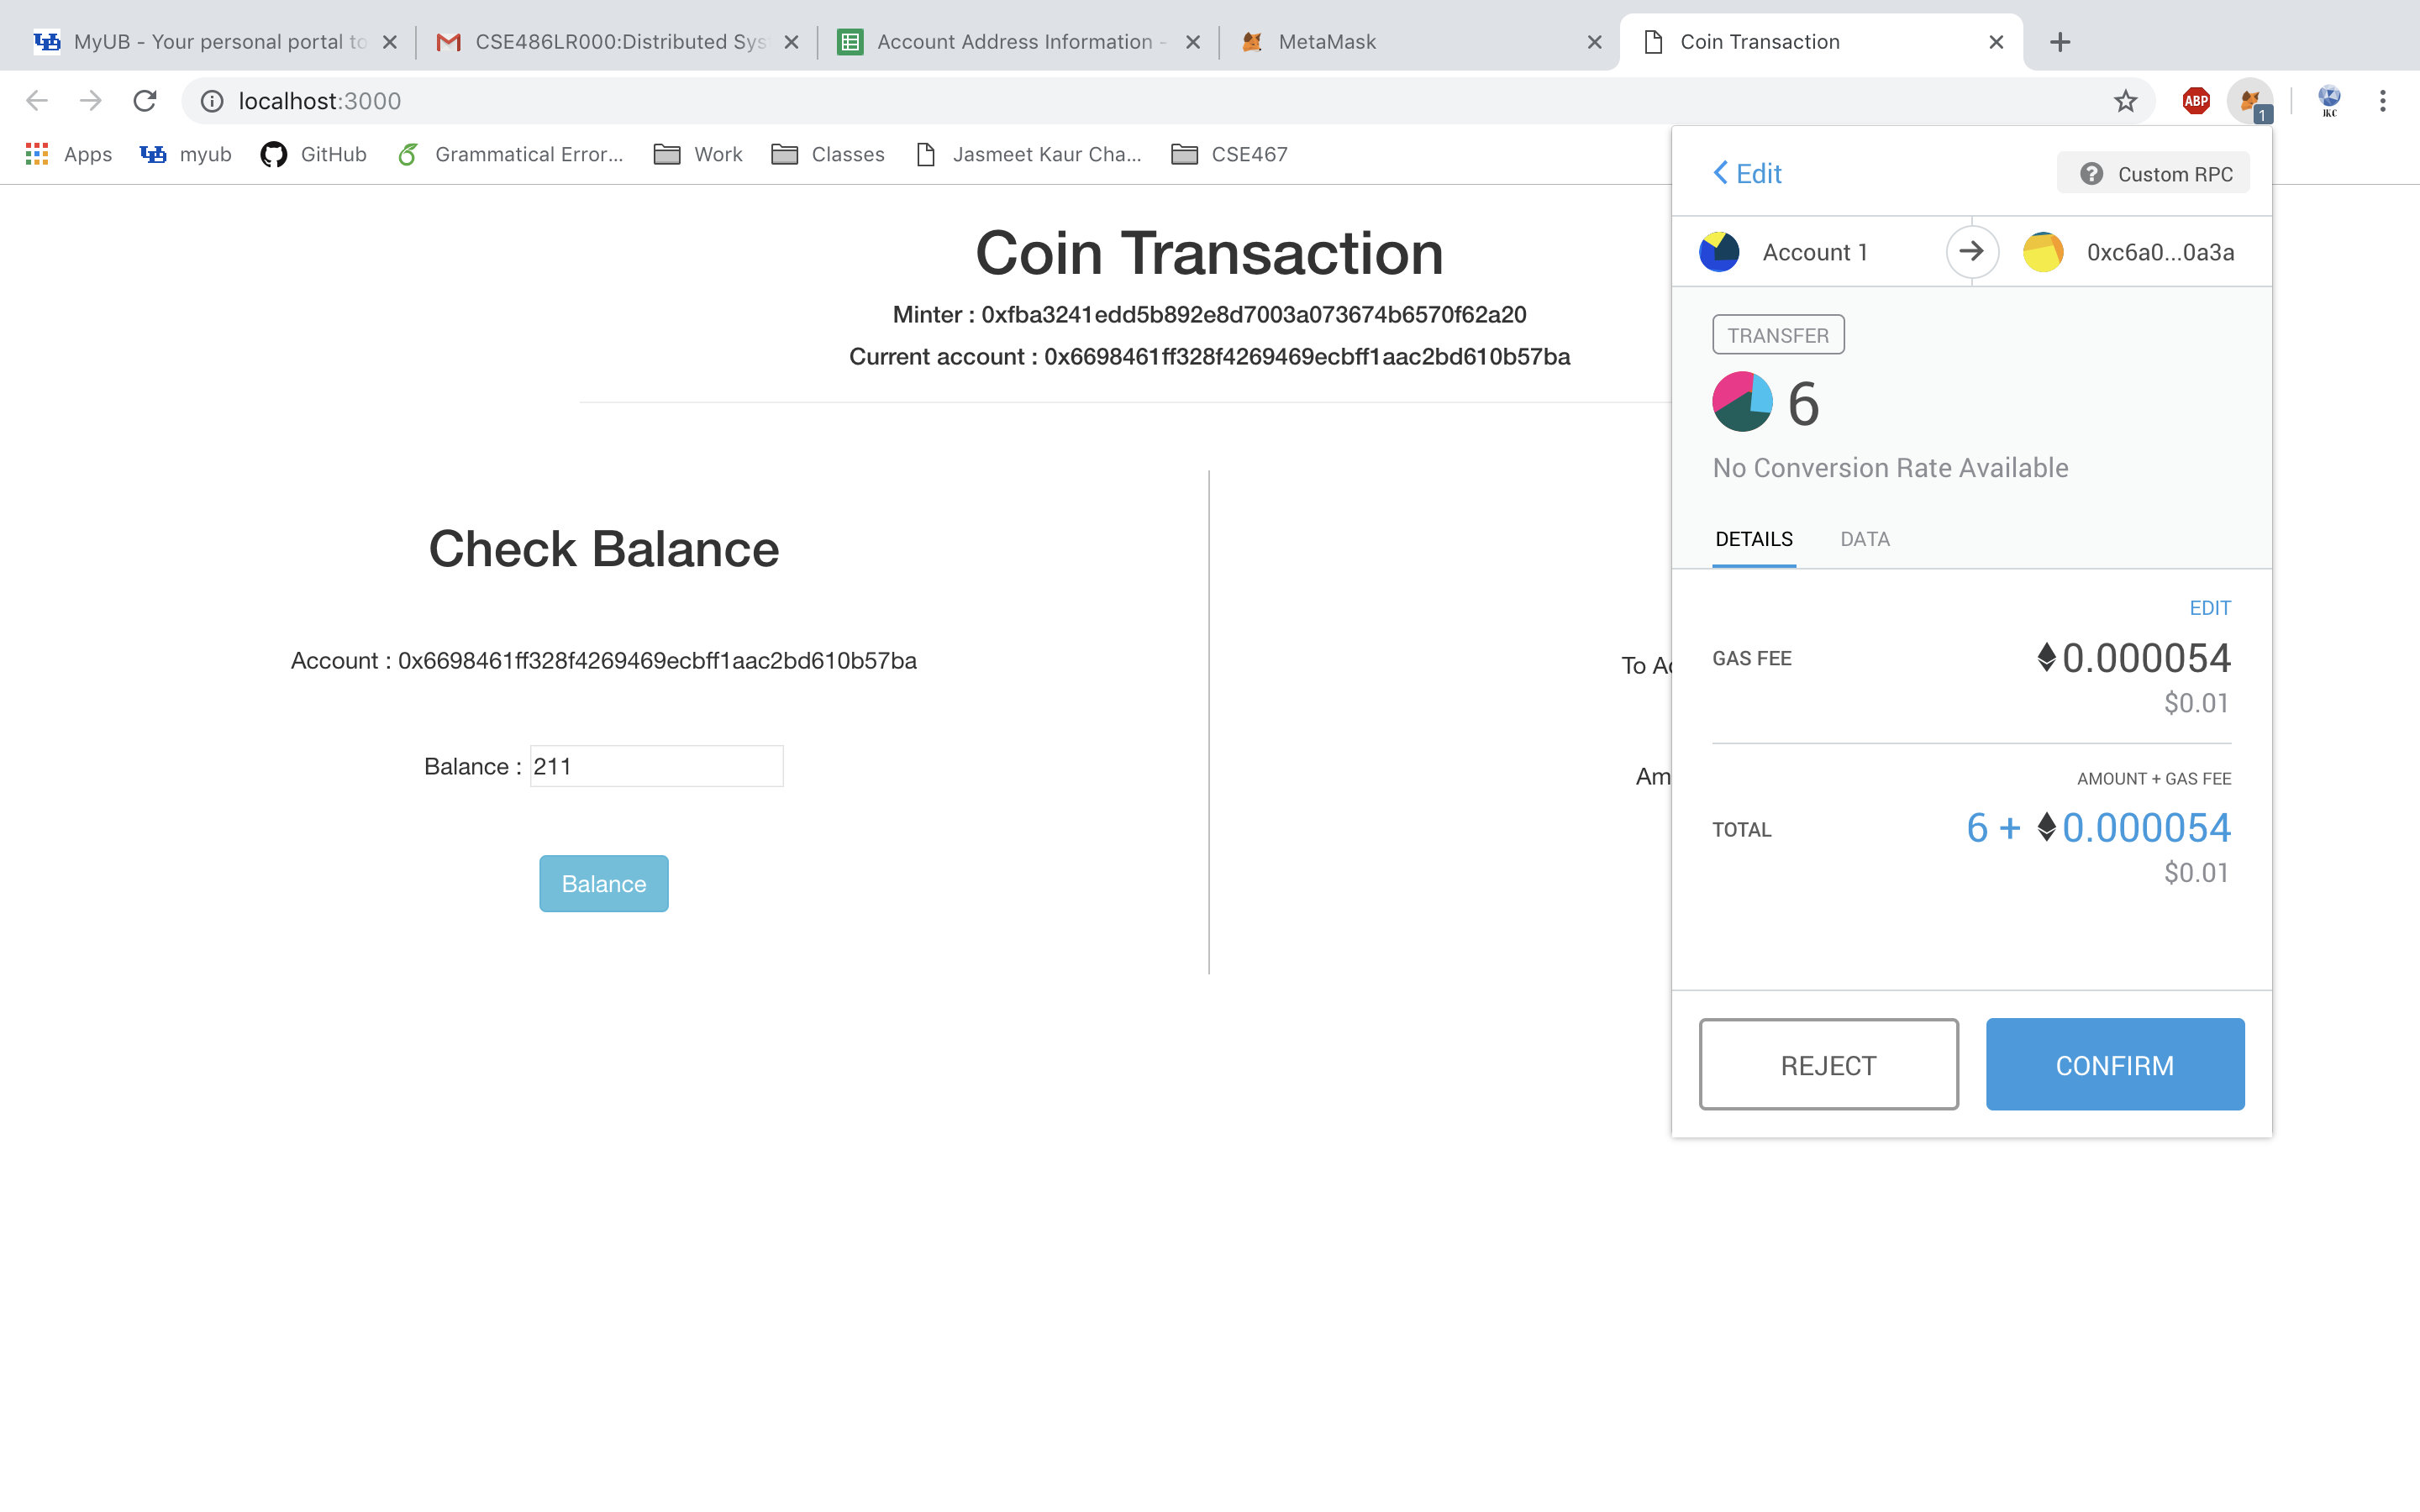 MyUB - Your personal portal to
CSE486LR000:Distributed Sys
Account Address Information -
MetaMask
Coin Transaction
localhost:3000
ABP
1
JKC
Apps
myub
GitHub
Grammatical Error...
Work
Classes
Jasmeet Kaur Cha...
CSE467
Coin Transaction
Minter : 0xfba3241edd5b892e8d7003a073674b6570f62a20
Current account : 0x6698461ff328f4269469ecbff1aac2bd610b57ba
Check Balance
Account : 0x6698461ff328f4269469ecbff1aac2bd610b57ba
Balance : 211
Balance
To Ac
Am
Edit
Custom RPC
Account 1
0xc6a0...0a3a
TRANSFER
6
No Conversion Rate Available
DETAILS DATA
EDIT
GAS FEE 0.000054
$0.01
AMOUNT + GAS FEE
TOTAL 6 + 0.000054
$0.01
REJECT CONFIRM